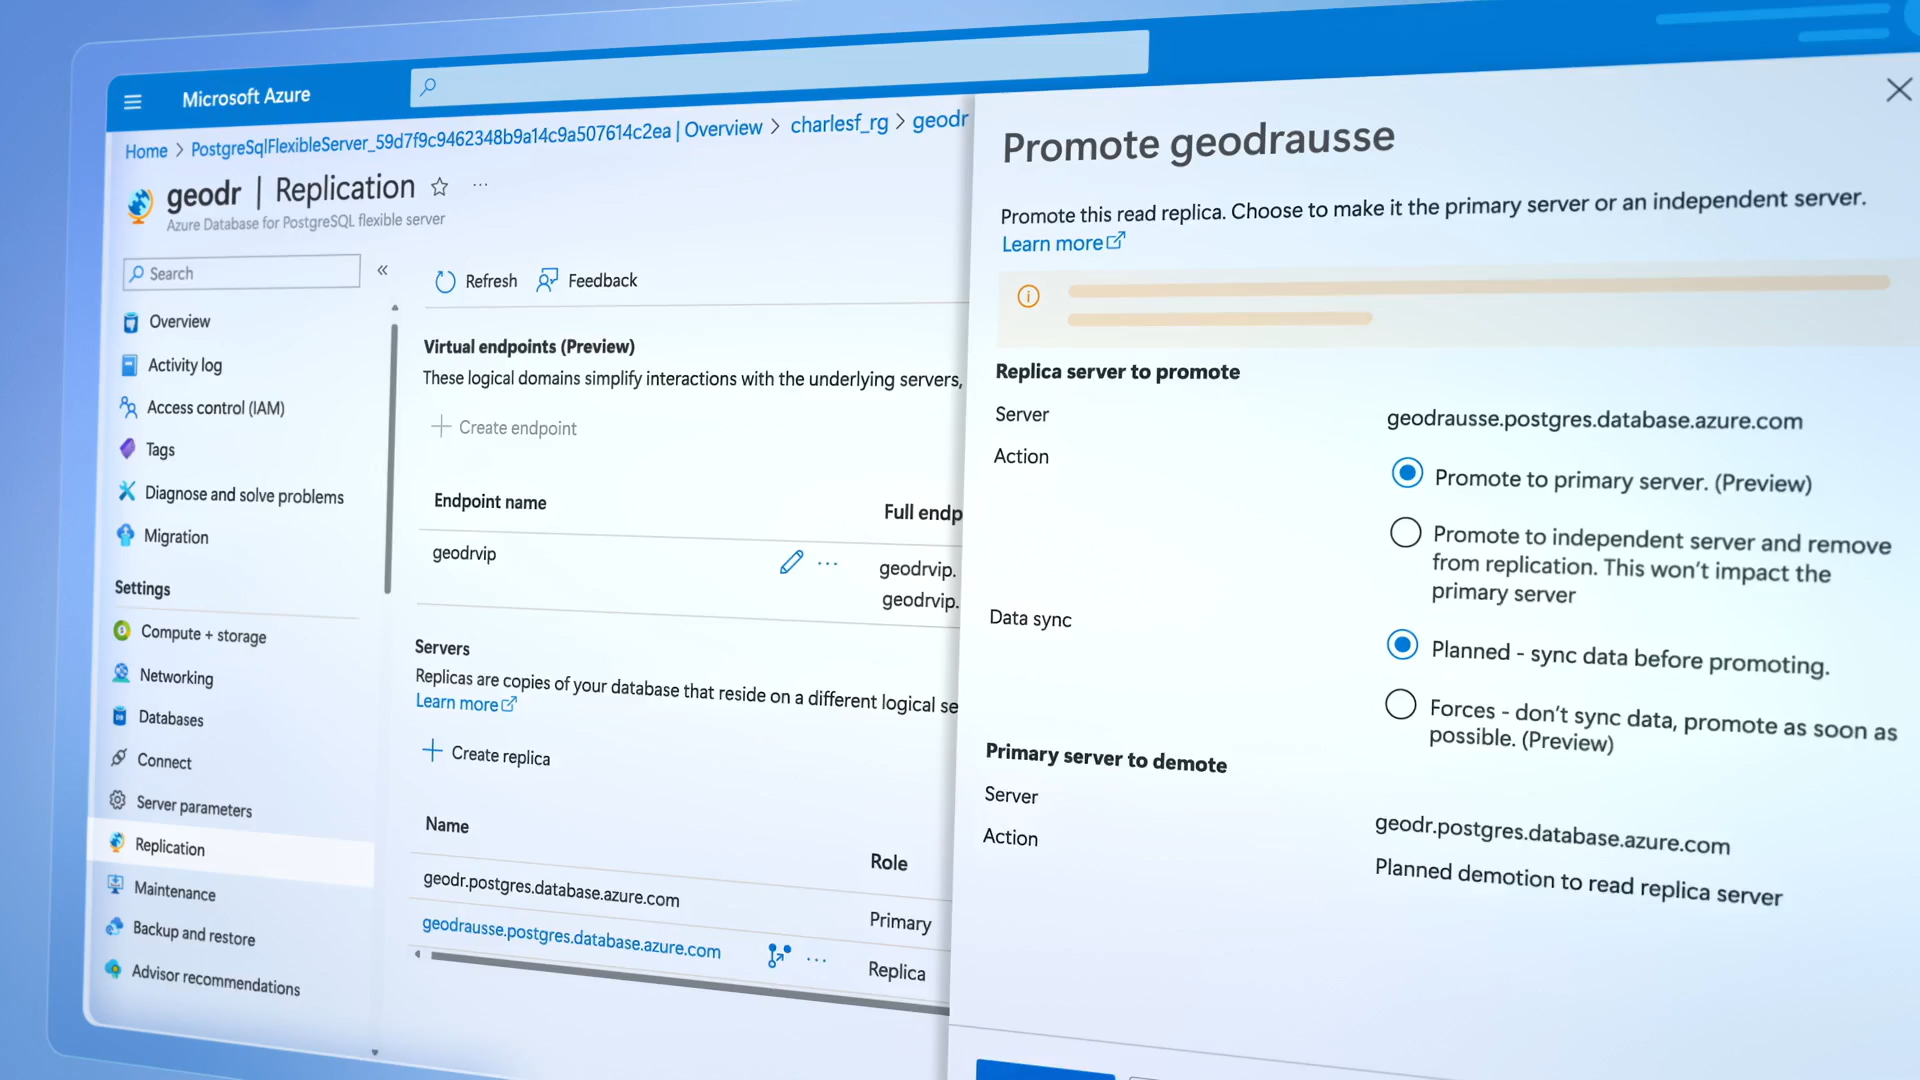 Microsoft Azure
Home > PostgreSqlFlexibleServer_59d7f9c9462348b9a14c9a507614c2ea | Overview > charlesf_rg > geodr
geodr | Replication
Azure Database for PostgreSQL flexible server
Search
«
Overview
Activity log
Access control (IAM)
Tags
Diagnose and solve problems
Migration
Settings
Compute + storage
Networking
Databases
Connect
Server parameters
Replication
Maintenance
Backup and restore
Advisor recommendations
Refresh
Feedback
Virtual endpoints (Preview)
These logical domains simplify interactions with the underlying servers,
Create endpoint
Endpoint name
Full endp
geodrvip
geodrvip.
geodrvip.
Servers
Replicas are copies of your database that reside on a different logical se
Learn more
Create replica
Name
Role
geodr.postgres.database.azure.com
Primary
geodrausse.postgres.database.azure.com
Replica
Promote geodrausse
Promote this read replica. Choose to make it the primary server or an independent server.
Learn more
Replica server to promote
Server
geodrausse.postgres.database.azure.com
Action
Promote to primary server. (Preview)
Promote to independent server and remove
from replication. This won't impact the
primary server
Data sync
Planned - sync data before promoting.
Forces - don't sync data, promote as soon as
possible. (Preview)
Primary server to demote
Server
geodr.postgres.database.azure.com
Action
Planned demotion to read replica server